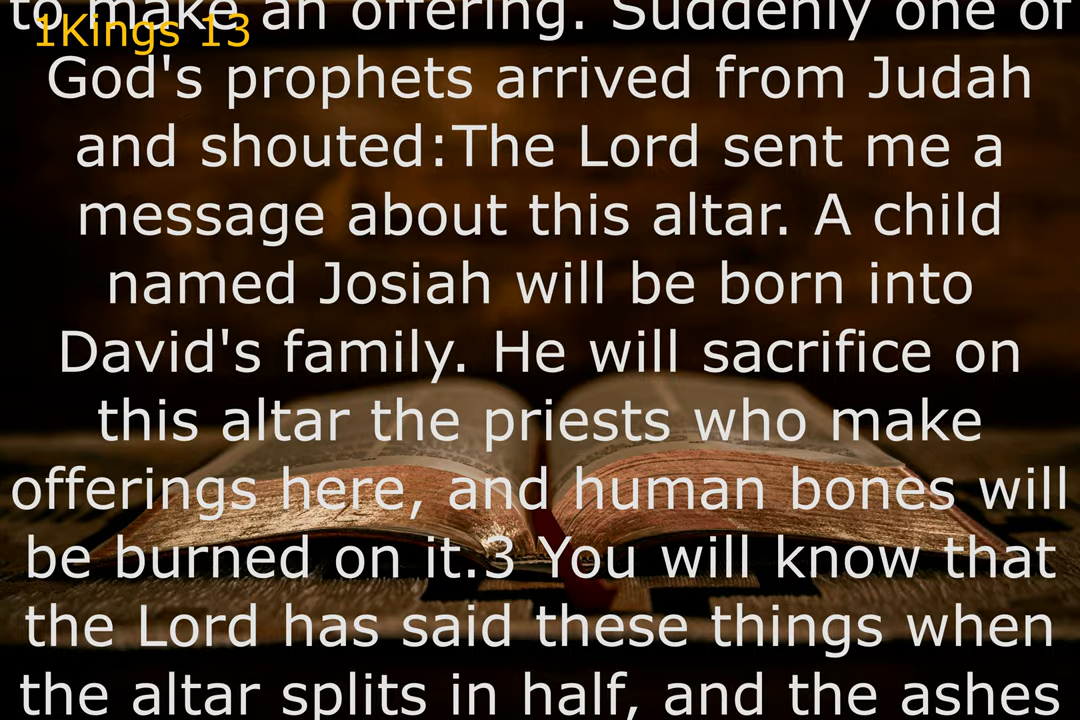 to make an offering. Suddenly one of
1Kings 13
God's prophets arrived from Judah
and shouted:The Lord sent me a
message about this altar. A child
named Josiah will be born into
David's family. He will sacrifice on
this altar the priests who make
offerings here, and human bones will
be burned on it.3 You will know that
the Lord has said these things when
the altar splits in half, and the ashes